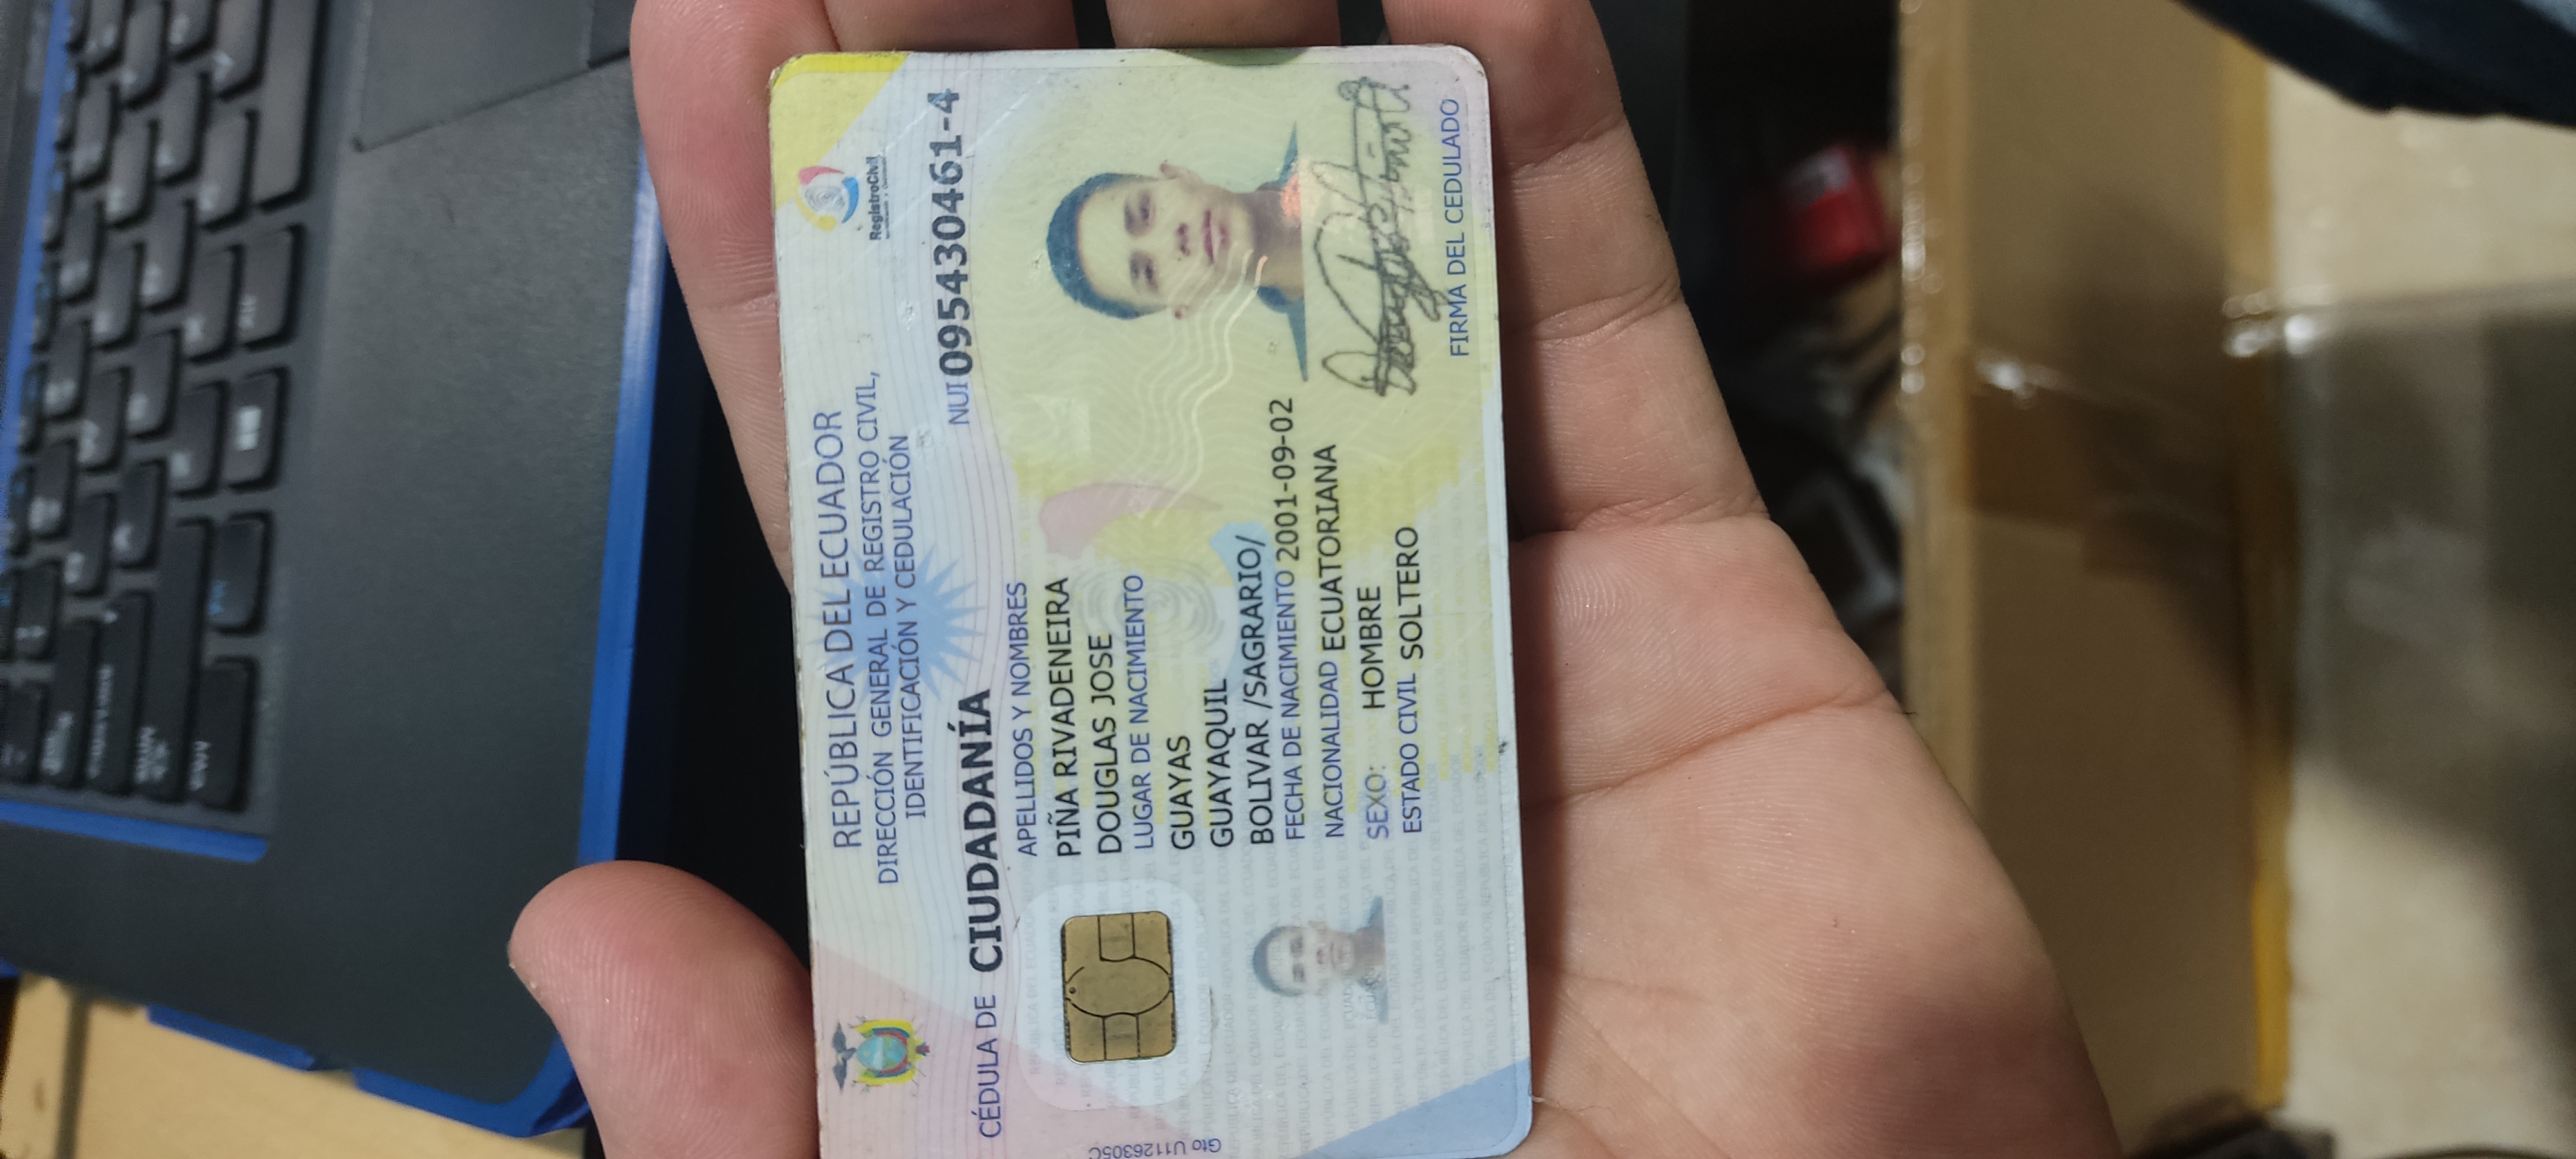 REPÚBLICA DEL ECUADOR
DIRECCIÓN GENERAL DE REGISTRO CIVIL,
IDENTIFICACIÓN Y CEDULACIÓN
RegistroCivil
CÉDULA DE CIUDADANÍA
NUI 095430461-4
APELLIDOS Y NOMBRES
PIÑA RIVADENEIRA
DOUGLAS JOSE
LUGAR DE NACIMIENTO
GUAYAS
GUAYAQUIL
BOLIVAR /SAGRARIO/
FECHA DE NACIMIENTO 2001-09-02
NACIONALIDAD ECUATORIANA
SEXO: HOMBRE
ESTADO CIVIL SOLTERO
FIRMA DEL CEDULADO
Gto U1126305C